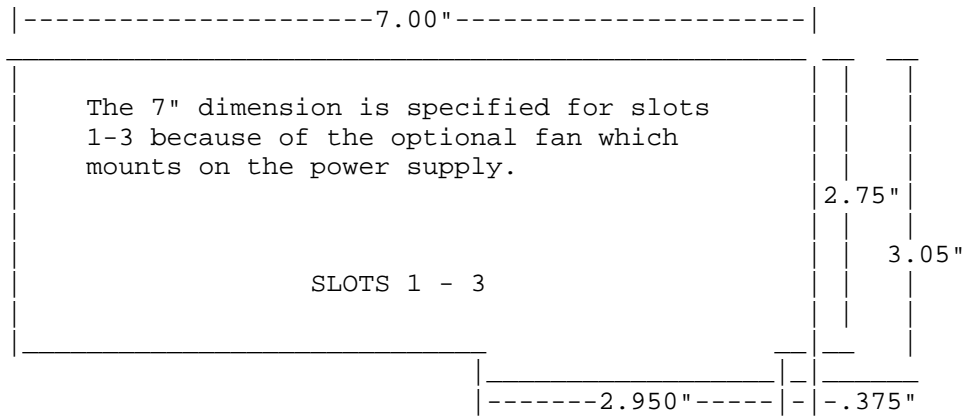 7.00"
The 7" dimension is specified for slots
1-3 because of the optional fan which
mounts on the power supply.
2.75"
3.05"
SLOTS 1 - 3
2.950"
.375"